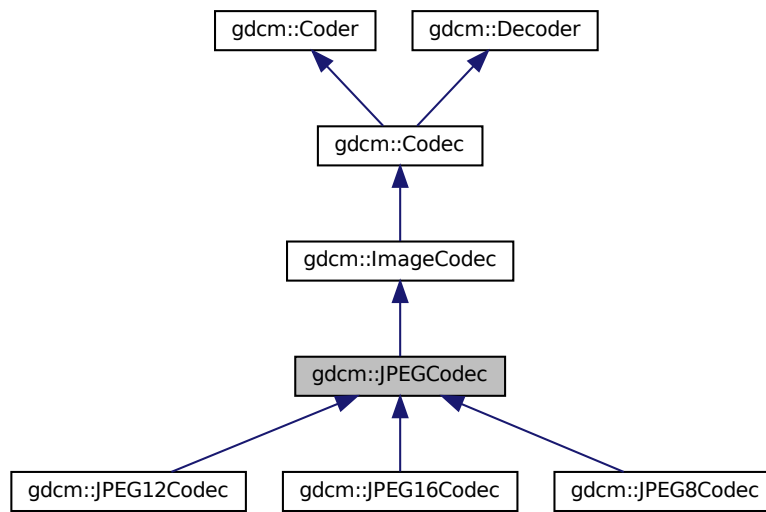 gdcm::Coder
gdcm::Decoder
gdcm::Codec
gdcm::ImageCodec
gdcm::JPEGCodec
gdcm::JPEG12Codec
gdcm::JPEG16Codec
gdcm::JPEG8Codec